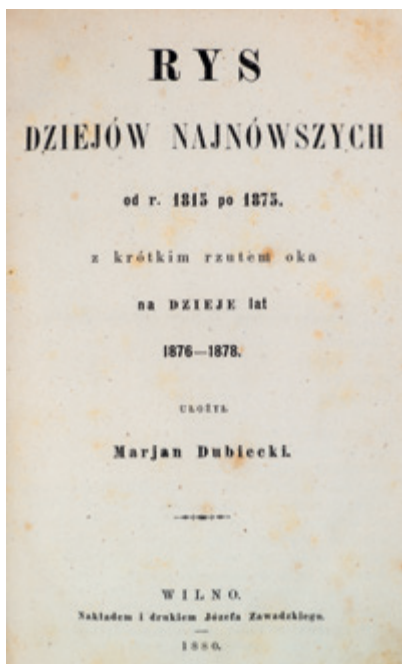 RYS
DZIEJÓW NAJNÓWSZYCH
od r. 1815 po 1875.
z krótkim rzutem oka
na DZIEJE lat
1876—1878.
UŁOŻYŁ
Marjan Dubiecki.
WILNO.
Nakładem i drukiem Józefa Zawadzkiego.
1880.